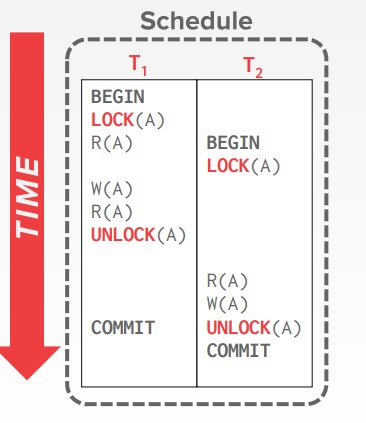 Schedule
TIME
T1
T2
BEGIN
LOCK(A)
R(A)
BEGIN
LOCK(A)
W(A)
R(A)
UNLOCK(A)
R(A)
W(A)
COMMIT
UNLOCK(A)
COMMIT